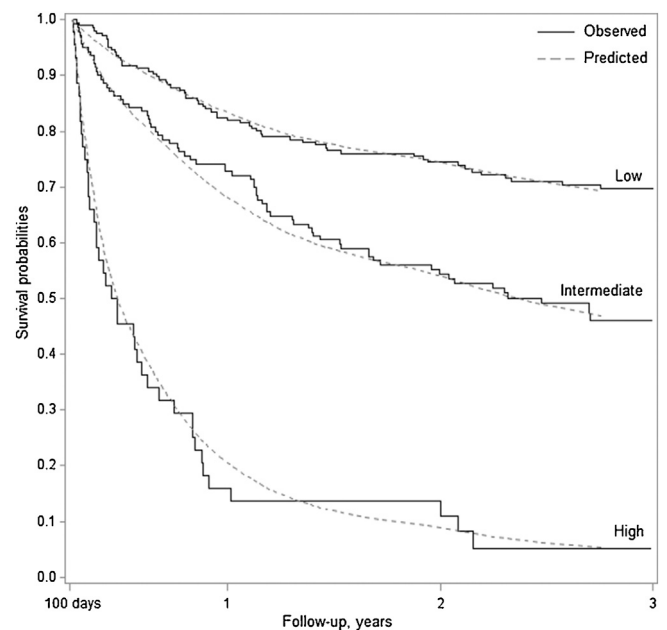 1.0
0.9
0.8
0.7
0.6
0.5
0.4
0.3
0.2
0.1
0.0
Survival probabilities
Observed
Predicted
Low
Intermediate
High
100 days 1 2 3
Follow-up, years